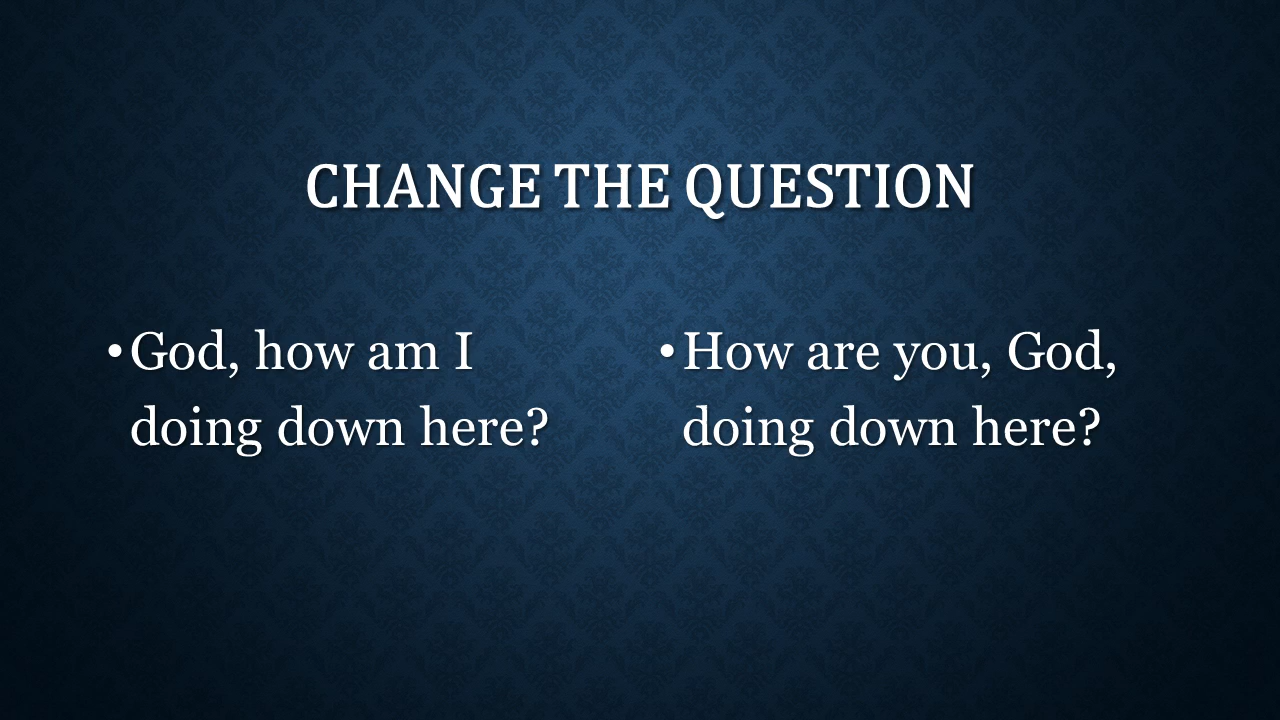 CHANGE THE QUESTION
•God, how am I
doing down here?
•How are you, God,
doing down here?